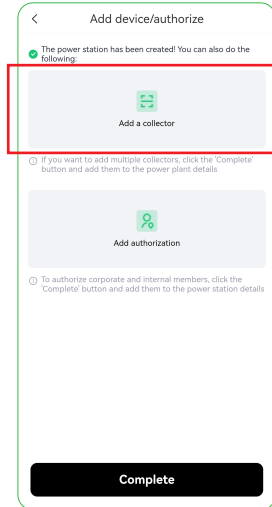 Add device/authorize
The power station has been created! You can also do the
following:
Add a collector
If you want to add multiple collectors, click the 'Complete'
button and add them to the power plant details
Add authorization
To authorize corporate and internal members, click the
'Complete' button and add them to the power station details
Complete